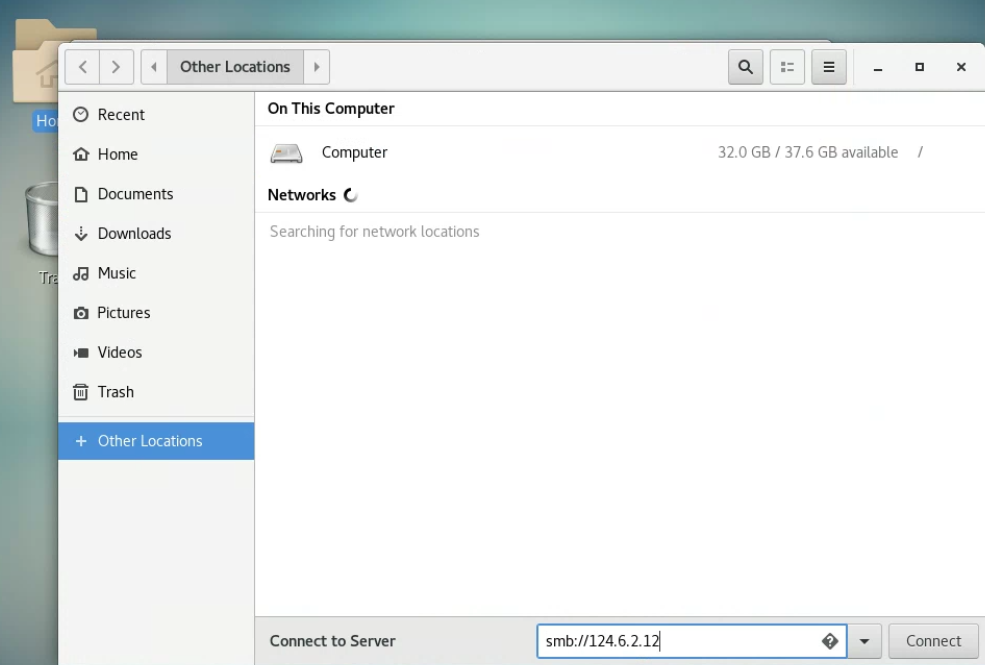 Other Locations
Ho
Recent
Home
Documents
Downloads
Music
Pictures
Videos
Trash
Other Locations
Tra
On This Computer
Computer 32.0 GB / 37.6 GB available /
Networks
Searching for network locations
Connect to Server smb://124.6.2.12 Connect